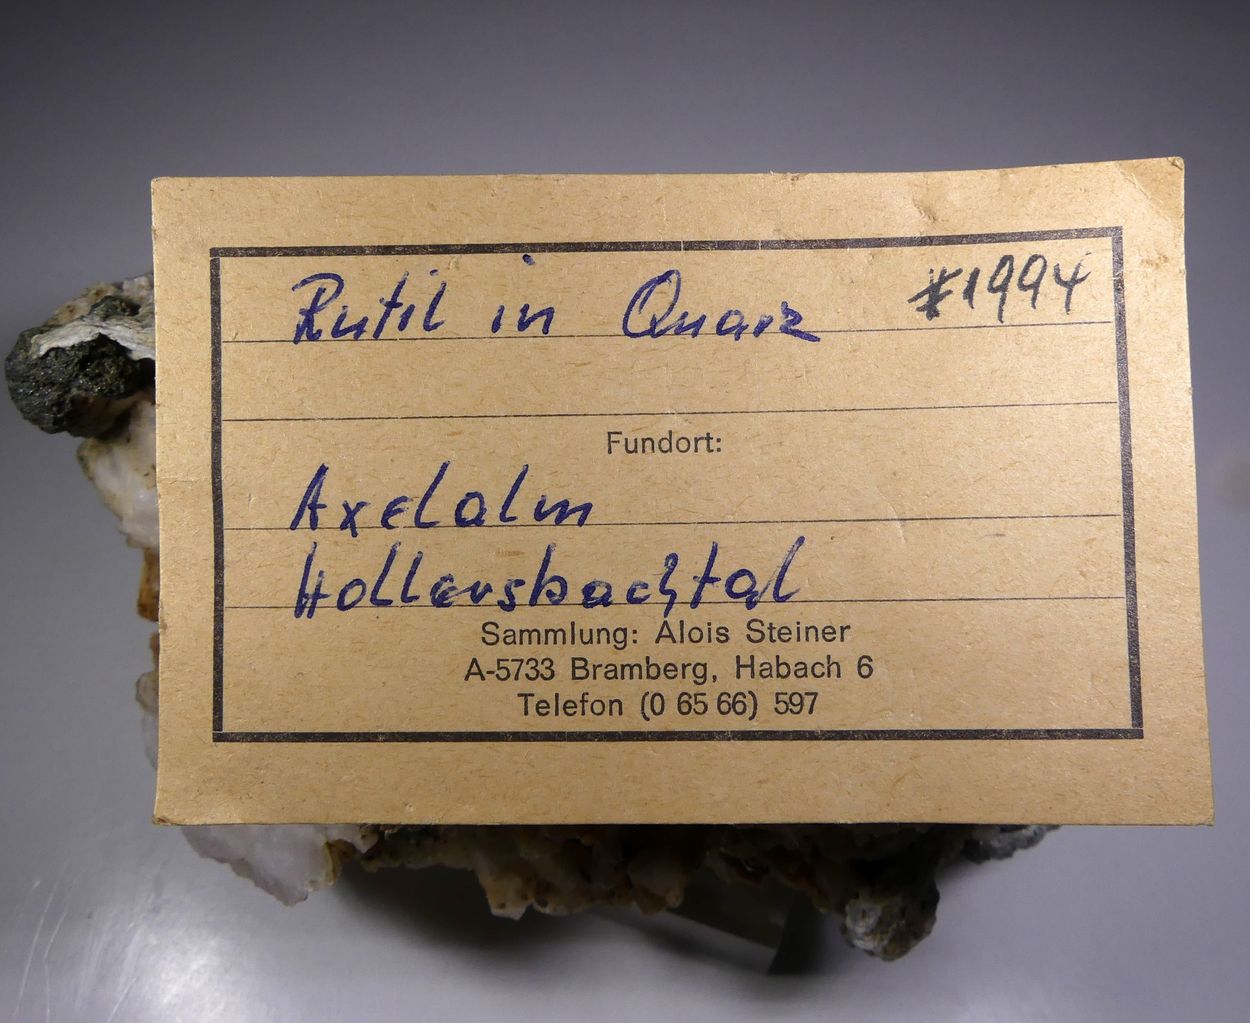 Rutil in Quarz #1994
Fundort:
Axelalm
Hollersbachtal
Sammlung: Alois Steiner
A-5733 Bramberg, Habach 6
Telefon (0 65 66) 597